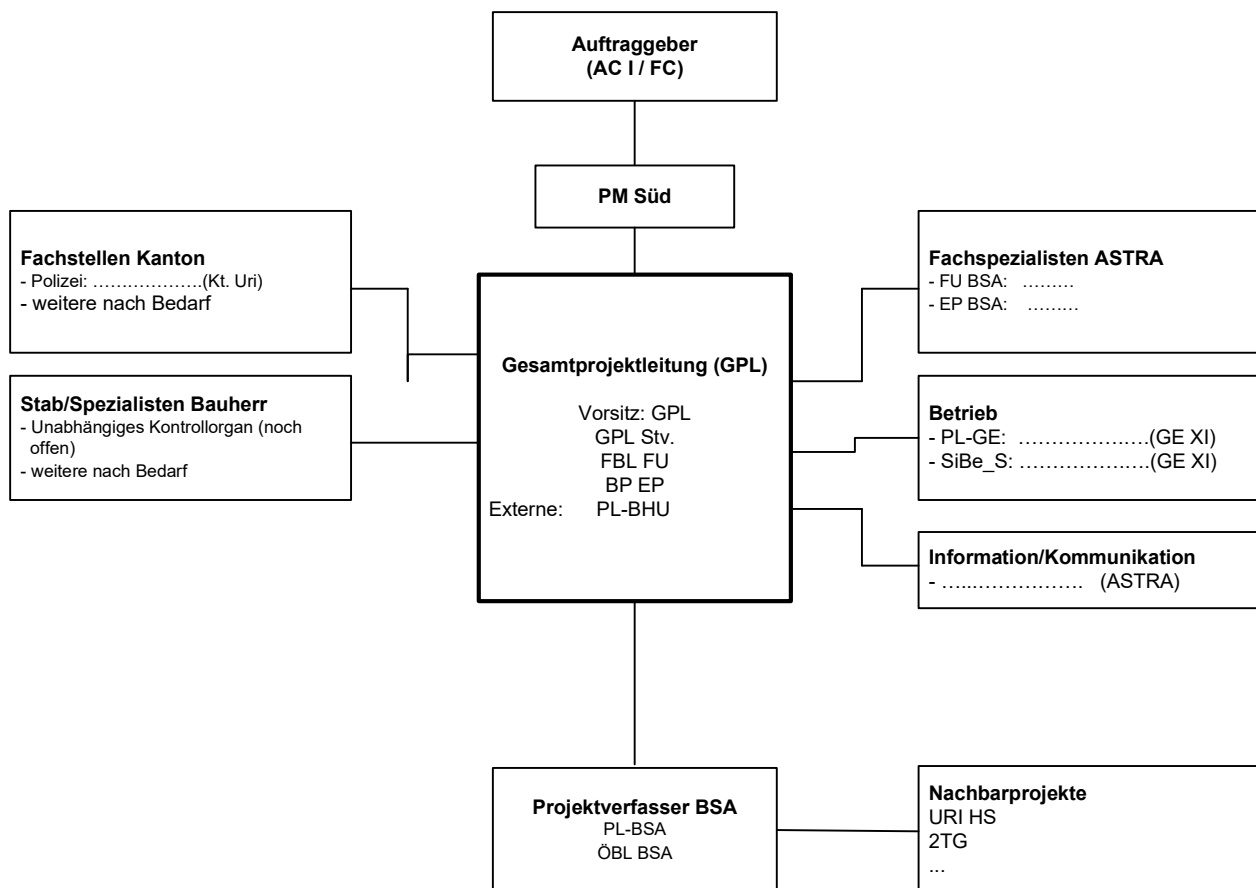 Auftraggeber
(AC I / FC)
PM Süd
Fachstellen Kanton
- Polizei: ………………..(Kt. Uri)
- weitere nach Bedarf
Stab/Spezialisten Bauherr
- Unabhängiges Kontrollorgan (noch
offen)
- weitere nach Bedarf
Gesamtprojektleitung (GPL)
Vorsitz: GPL
GPL Stv.
FBL FU
BP EP
Externe: PL-BHU
Fachspezialisten ASTRA
- FU BSA: ………
- EP BSA: ………
Betrieb
- PL-GE: ………………....(GE XI)
- SiBe_S: ………………....(GE XI)
Information/Kommunikation
- …...……………. (ASTRA)
Projektverfasser BSA
PL-BSA
ÖBL BSA
Nachbarprojekte
URI HS
2TG
...